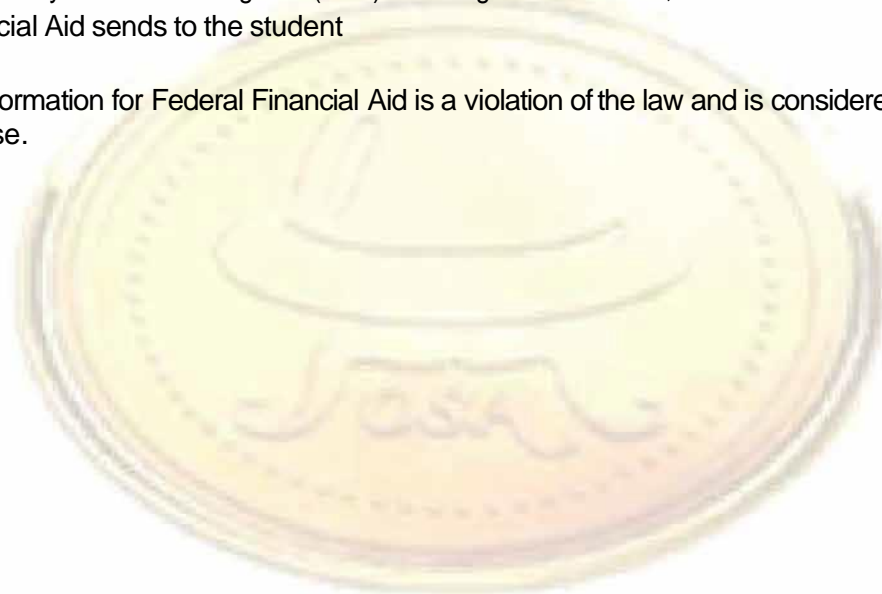 cial Aid sends to the student
ormation for Federal Financial Aid is a violation of the law and is considere
se.
OSA